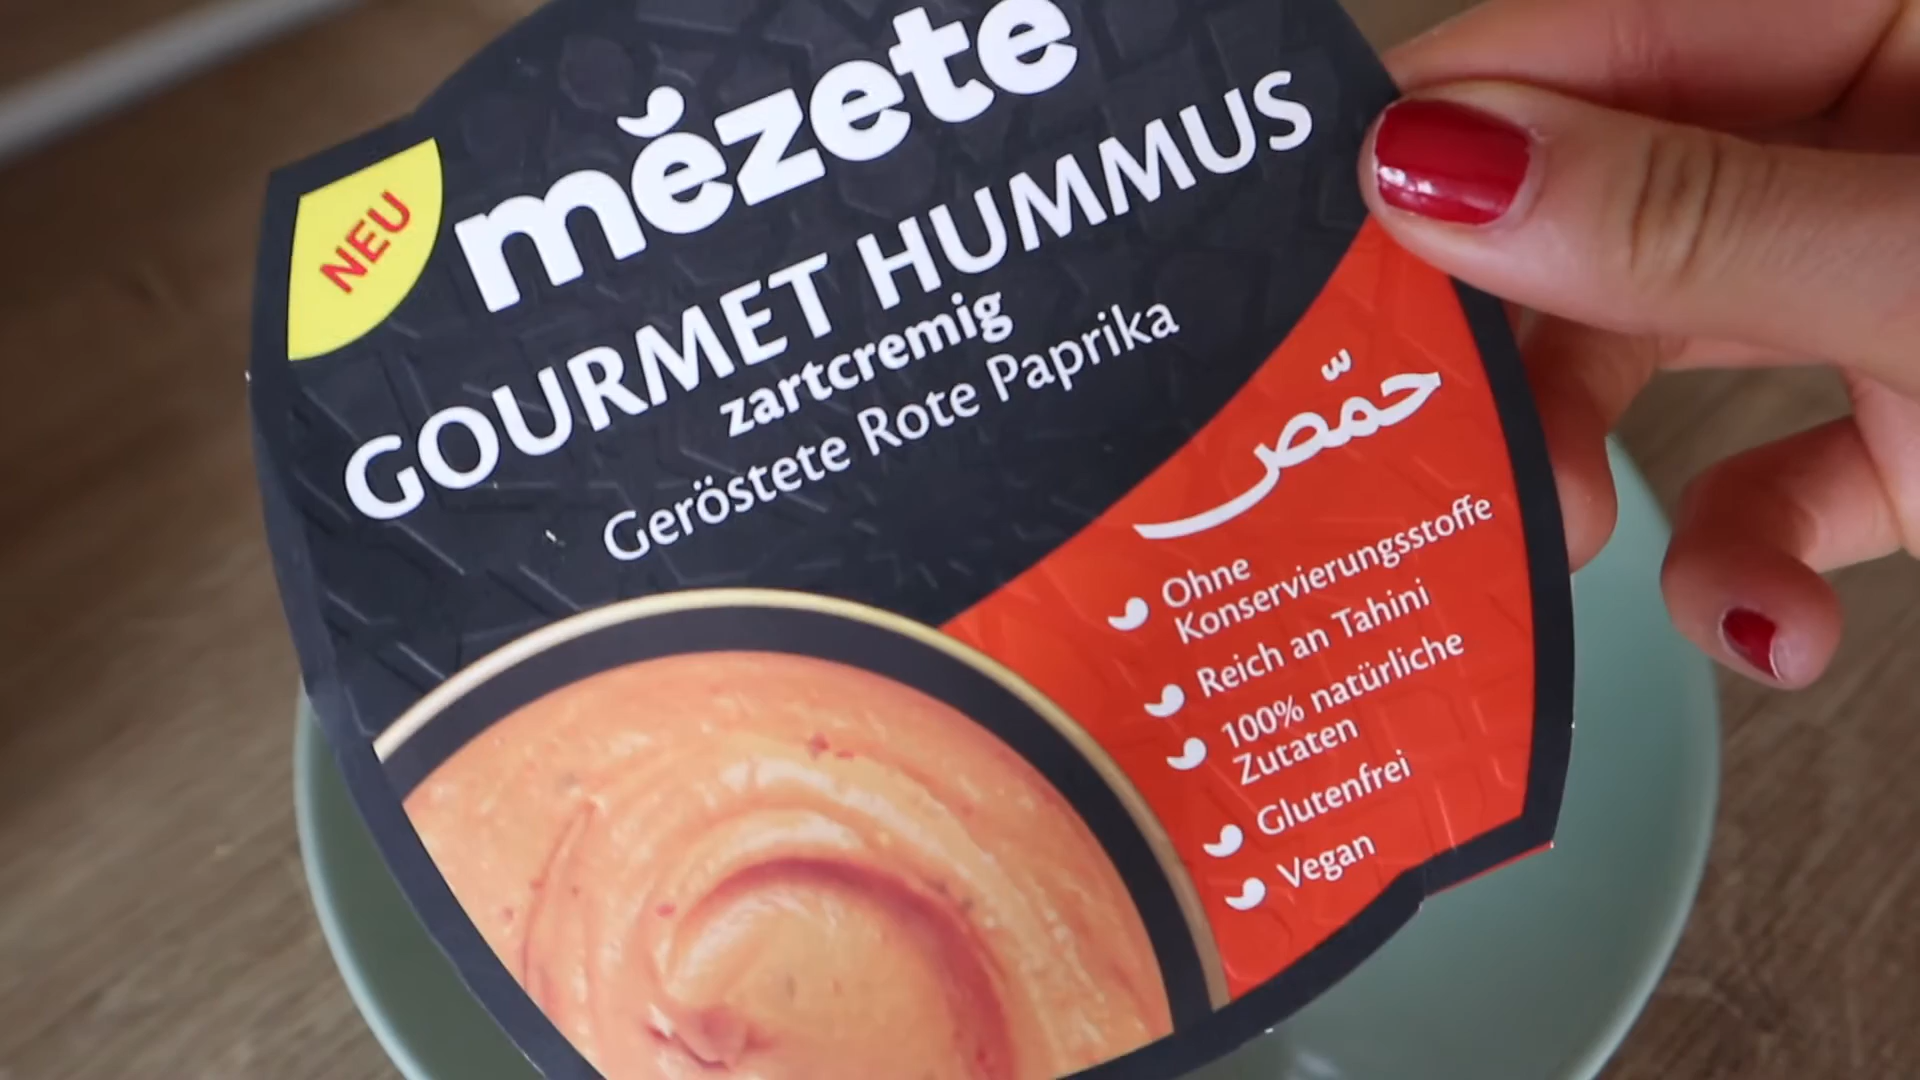 NEU
mezete
GOURMET HUMMUS
zartcremig
Geröstete Rote Paprika
حمّص
Ohne
Konservierungsstoffe
Reich an Tahini
100% natürliche
Zutaten
Glutenfrei
Vegan